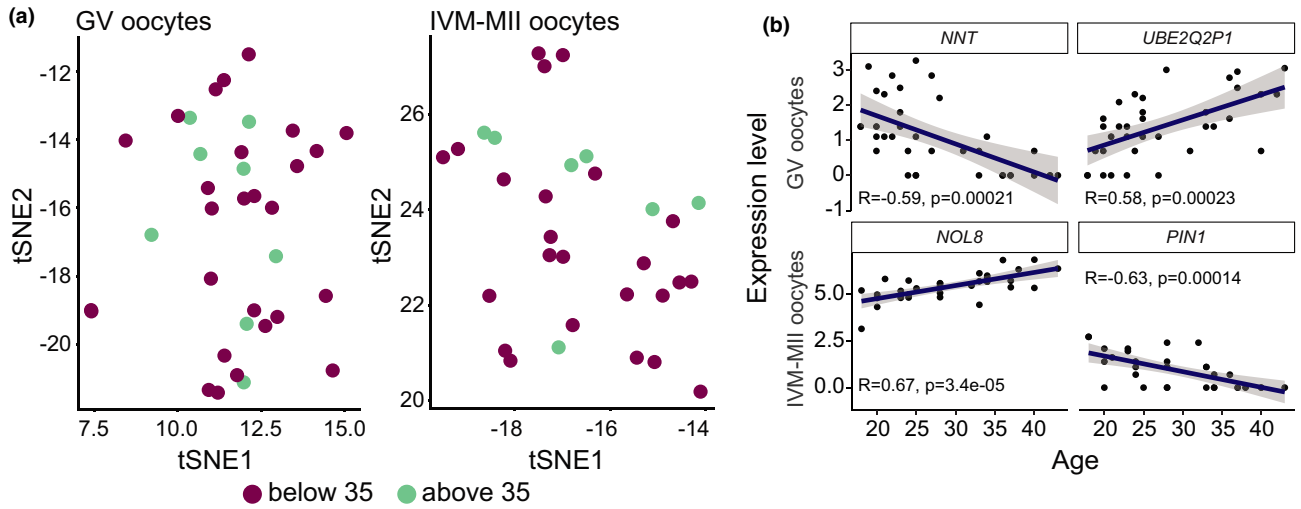 (a)
GV oocytes
IVM-MII oocytes
tSNE2
-12
-14
-16
-18
-20
7.5 10.0 12.5 15.0
tSNE1
tSNE2
26
24
22
20
-18 -16 -14
tSNE1
below 35 above 35
(b)
NNT UBE2Q2P1
Expression level
GV oocytes
3
2
1
0
-1
R=-0.59, p=0.00021 R=0.58, p=0.00023
NOL8 PIN1
IVM-MII oocytes
5.0
2.5
0.0
R=-0.63, p=0.00014
R=0.67, p=3.4e-05
20 25 30 35 40 20 25 30 35 40
Age